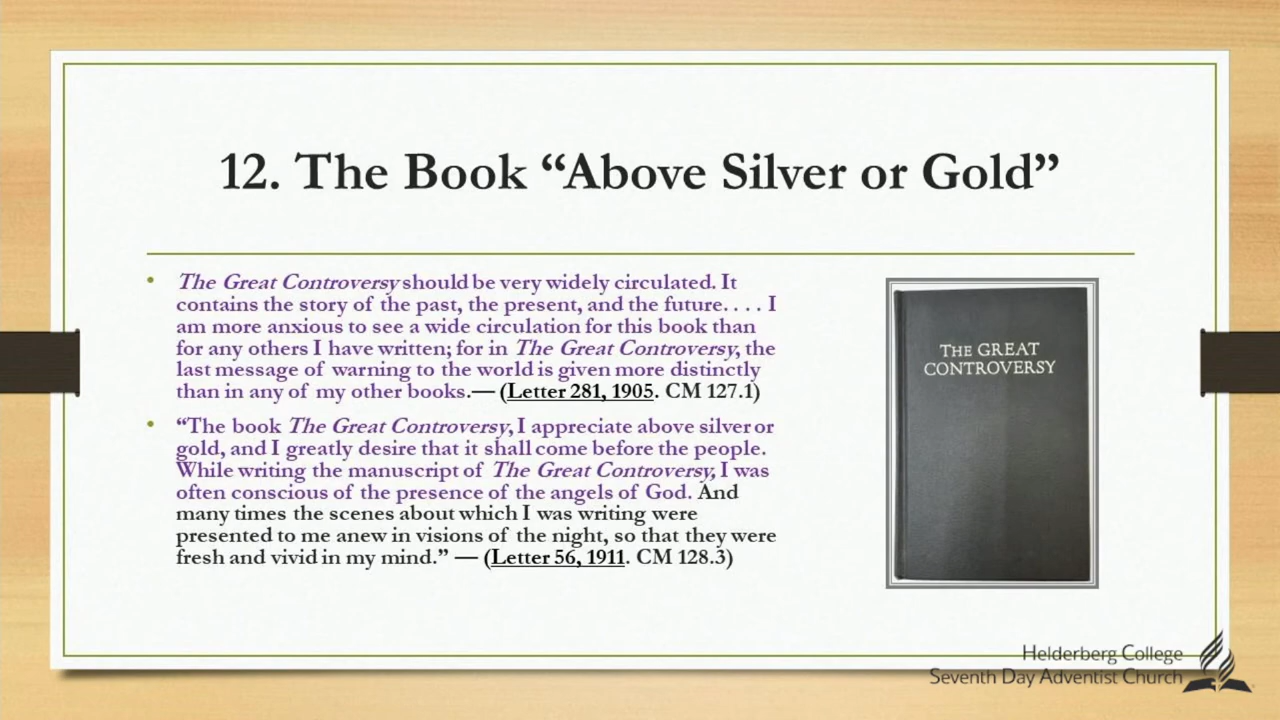 12. The Book “Above Silver or Gold”
• The Great Controversy should be very widely circulated. It
contains the story of the past, the present, and the future. . . . I
am more anxious to see a wide circulation for this book than
for any others I have written; for in The Great Controversy, the
last message of warning to the world is given more distinctly
than in any of my other books.— (Letter 281, 1905. CM 127.1)
• “The book The Great Controversy, I appreciate above silver or
gold, and I greatly desire that it shall come before the people.
While writing the manuscript of The Great Controversy, I was
often conscious of the presence of the angels of God. And
many times the scenes about which I was writing were
presented to me anew in visions of the night, so that they were
fresh and vivid in my mind.” — (Letter 56, 1911. CM 128.3)
THE GREAT
CONTROVERSY
Helderberg College
Seventh Day Adventist Church